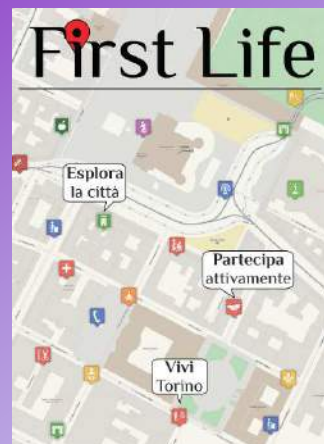 First Life
Esplora
la città
Partecipa
attivamente
Vivi
Torino